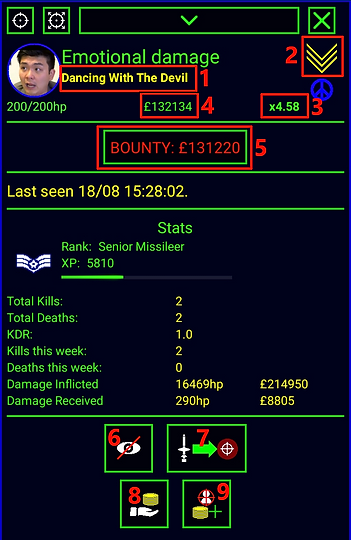 Emotional damage
2
Dancing With The Devil 1
200/200hp £132134 4 x4.58 3
BOUNTY: £131220 5
Last seen 18/08 15:28:02.
Stats
Rank: Senior Missileer
XP: 5810
Total Kills: 2
Total Deaths: 2
KDR: 1.0
Kills this week: 2
Deaths this week: 0
Damage Inflicted 16469hp £214950
Damage Received 290hp £8805
6 7
8 9